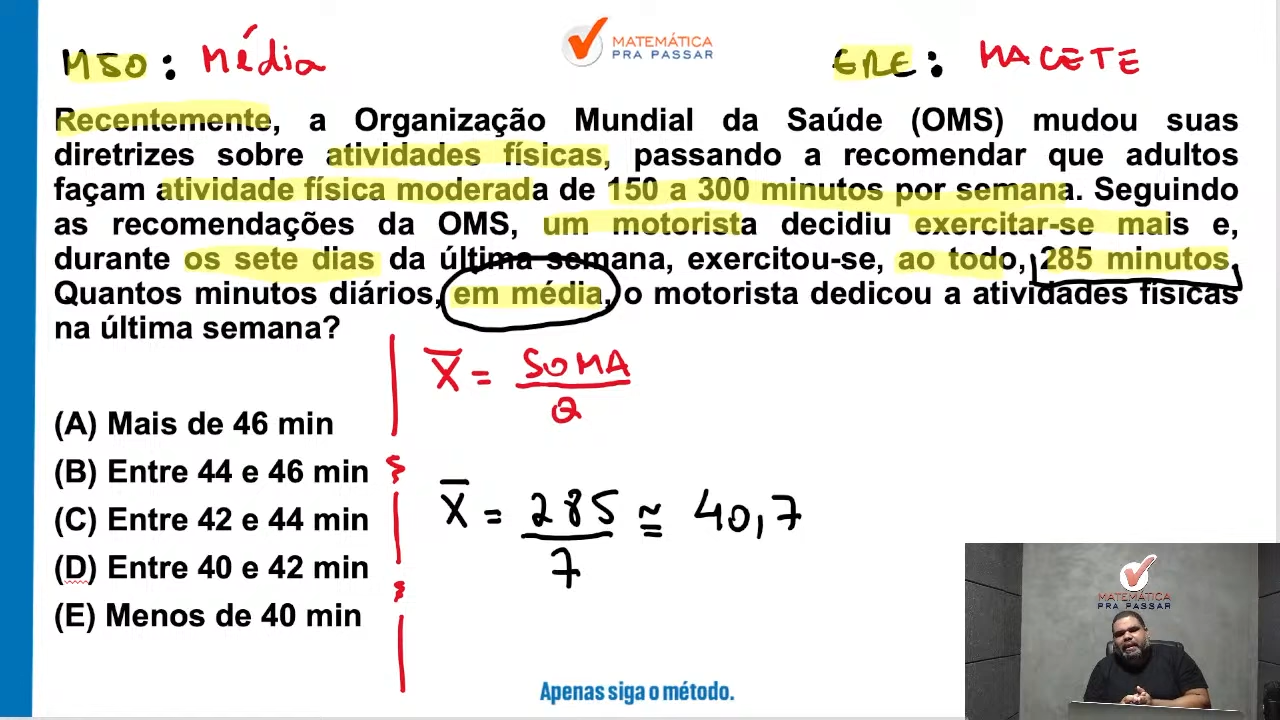 MATEMÁTICA
PRA PASSAR
M50 : Média
GRE : MACETE
Recentemente, a Organização Mundial da Saúde (OMS) mudou suas
diretrizes sobre atividades físicas, passando a recomendar que adultos
façam atividade física moderada de 150 a 300 minutos por semana. Seguindo
as recomendações da OMS, um motorista decidiu exercitar-se mais e,
durante os sete dias da última semana, exercitou-se, ao todo, 285 minutos.
Quantos minutos diários, em média, o motorista dedicou a atividades físicas
na última semana?
X̅ = SOMA
Q
(A) Mais de 46 min
(B) Entre 44 e 46 min
(C) Entre 42 e 44 min
(D) Entre 40 e 42 min
(E) Menos de 40 min
X̅ = 285 ≅ 40,7
7
MATEMÁTICA
PRA PASSAR
Apenas siga o método.